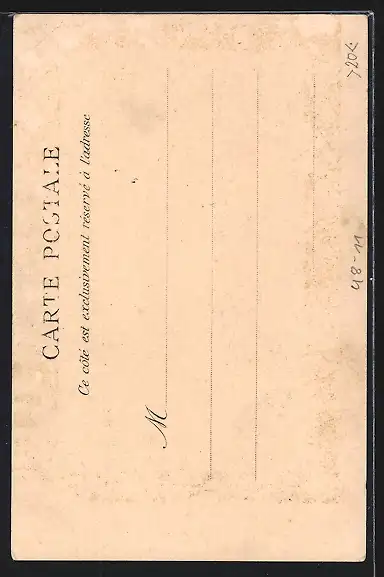 CARTE POSTALE
Ce côté est exclusivement réservé à l'adresse
M
48-11
7204